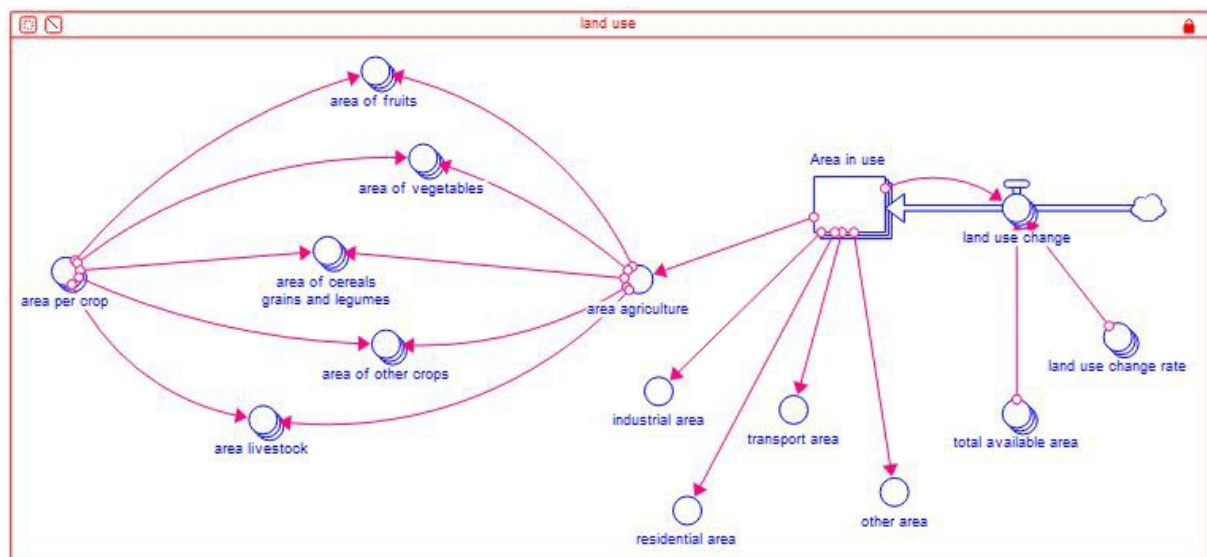 land use
area of fruits
area of vegetables
area of cereals
grains and legumes
area per crop
area agriculture
area of other crops
area livestock
Area in use
land use change
land use change rate
total available area
industrial area
transport area
residential area
other area